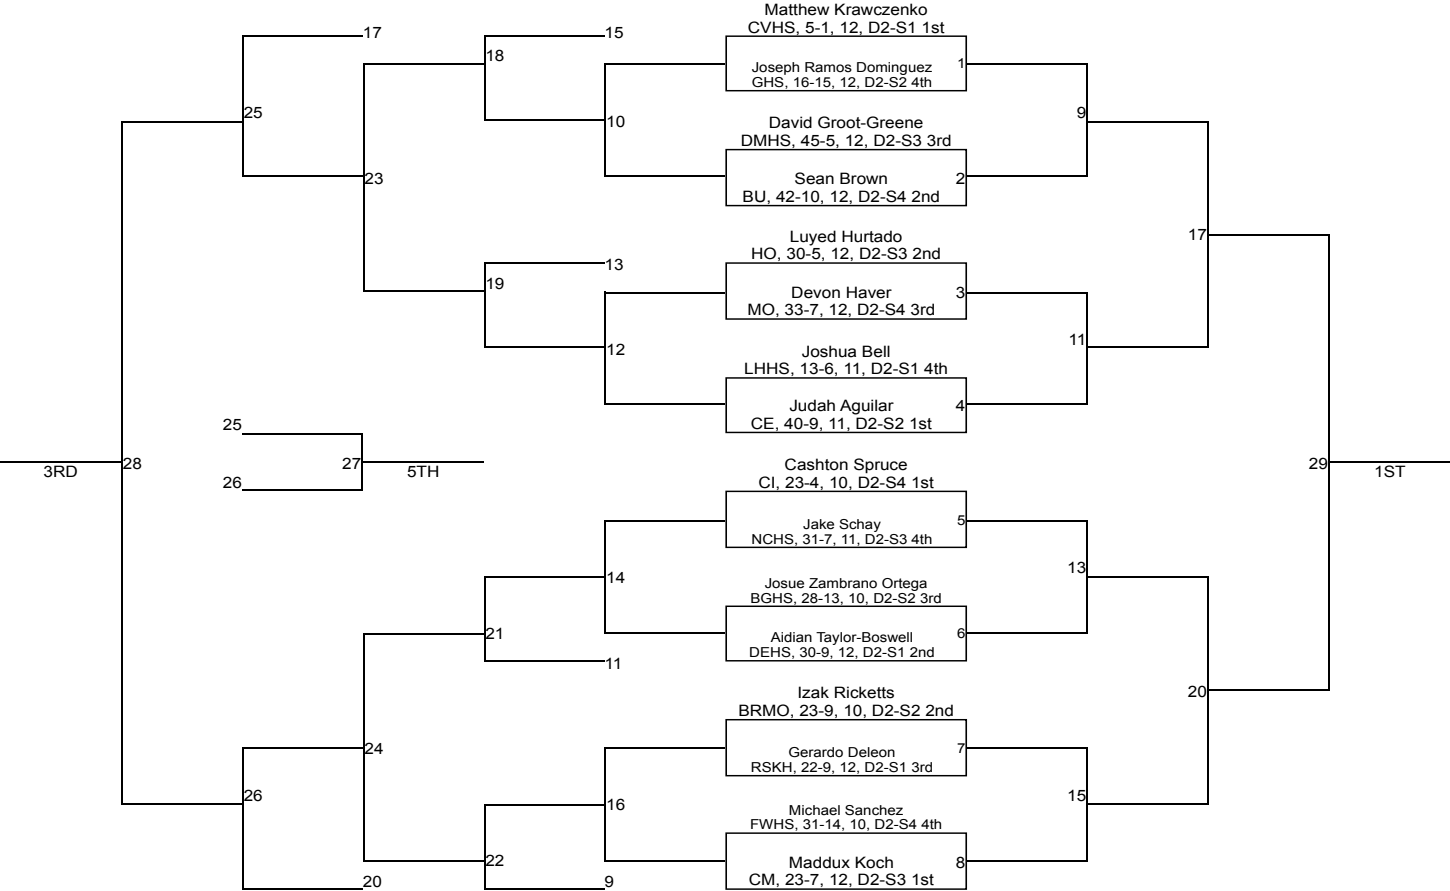 Matthew Krawczenko
CVHS, 5-1, 12, D2-S1 1st
17
15
18
Joseph Ramos Dominguez
1
GHS, 16-15, 12, D2-S2 4th
25
10
9
David Groot-Greene
DMHS, 45-5, 12, D2-S3 3rd
23
Sean Brown
2
BU, 42-10, 12, D2-S4 2nd
Luyed Hurtado
17
HO, 30-5, 12, D2-S3 2nd
13
19
Devon Haver
3
MO, 33-7, 12, D2-S4 3rd
12
11
Joshua Bell
LHHS, 13-6, 11, D2-S1 4th
Judah Aguilar
4
CE, 40-9, 11, D2-S2 1st
25
3RD
28
27
5TH
Cashton Spruce
29
1ST
26
CI, 23-4, 10, D2-S4 1st
Jake Schay
5
NCHS, 31-7, 11, D2-S3 4th
14
13
Josue Zambrano Ortega
BGHS, 28-13, 10, D2-S2 3rd
21
Aidian Taylor-Boswell
6
DEHS, 30-9, 12, D2-S1 2nd
11
Izak Ricketts
20
BRMO, 23-9, 10, D2-S2 2nd
24
Gerardo Deleon
7
RSKH, 22-9, 12, D2-S1 3rd
26
16
15
Michael Sanchez
FWHS, 31-14, 10, D2-S4 4th
22
Maddux Koch
8
CM, 23-7, 12, D2-S3 1st
20
9